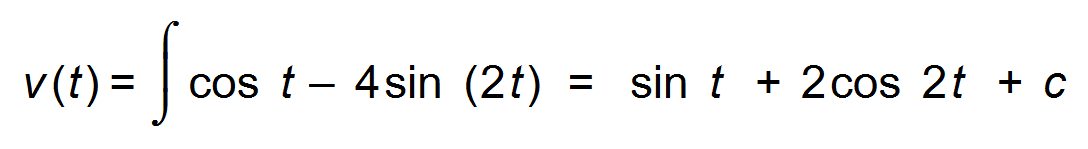 v(t) = ∫ cos t – 4sin (2t) = sin t + 2cos 2t + c